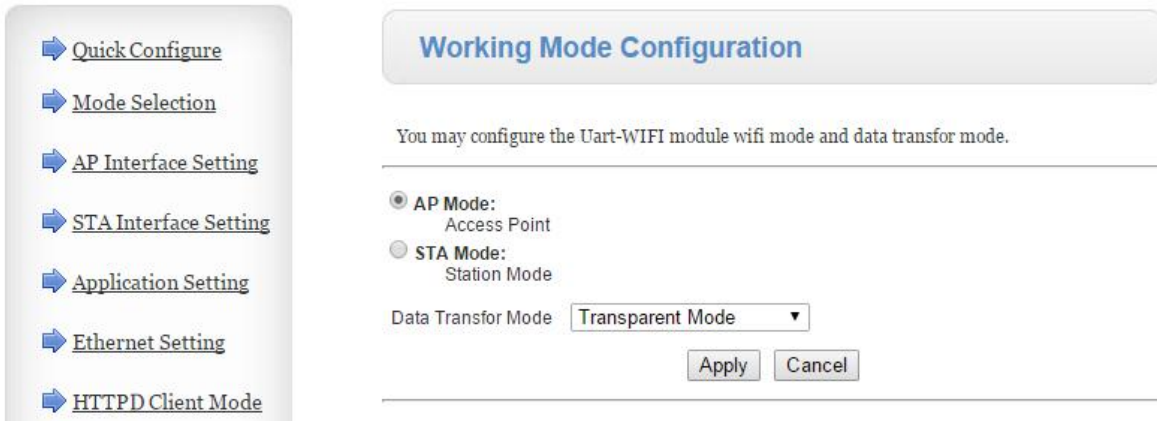 Quick Configure
Mode Selection
AP Interface Setting
STA Interface Setting
Application Setting
Ethernet Setting
HTTPD Client Mode
Working Mode Configuration
You may configure the Uart-WIFI module wifi mode and data transfor mode.
AP Mode:
Access Point
STA Mode:
Station Mode
Data Transfor Mode Transparent Mode
Apply Cancel